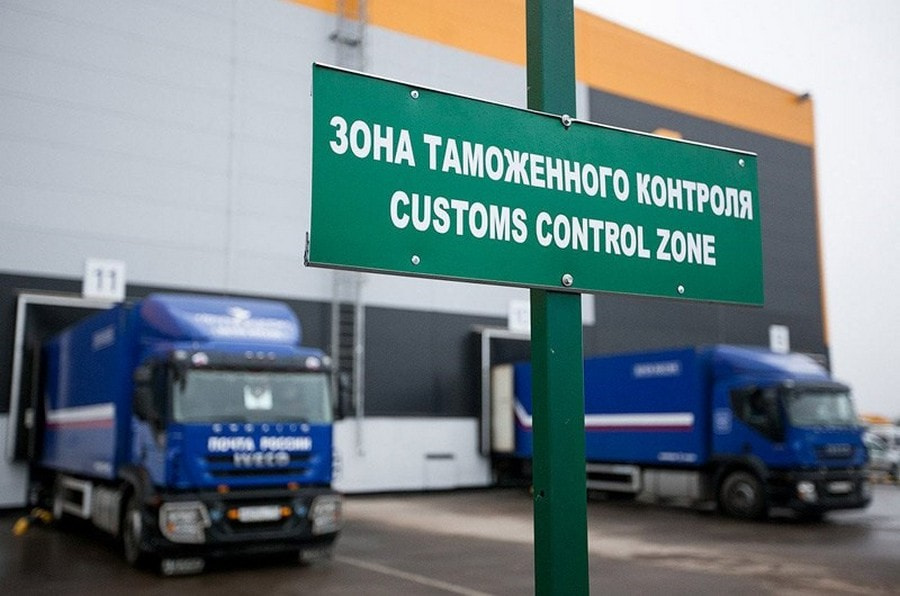 ЗОНА ТАМОЖЕННОГО КОНТРОЛЯ
CUSTOMS CONTROL ZONE
11
ПОЧТА РОССИИ
IVECO